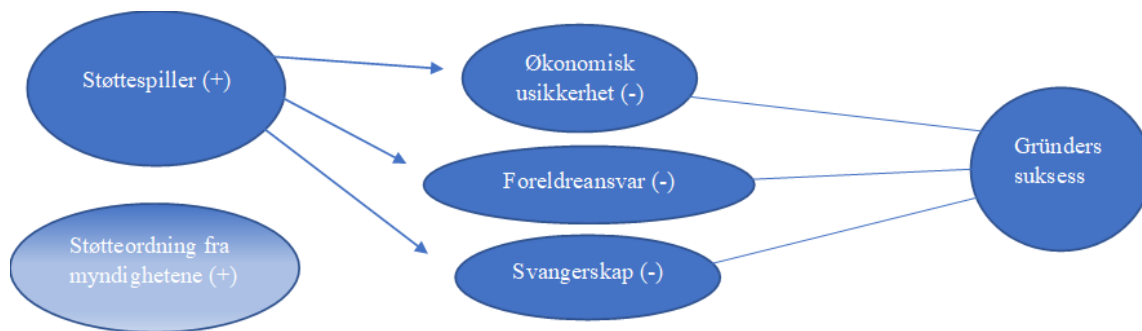 Støttespiller (+)
Støtteordning fra
myndighetene (+)
Økonomisk
usikkerhet (-)
Foreldreansvar (-)
Svangerskap (-)
Gründers
suksess